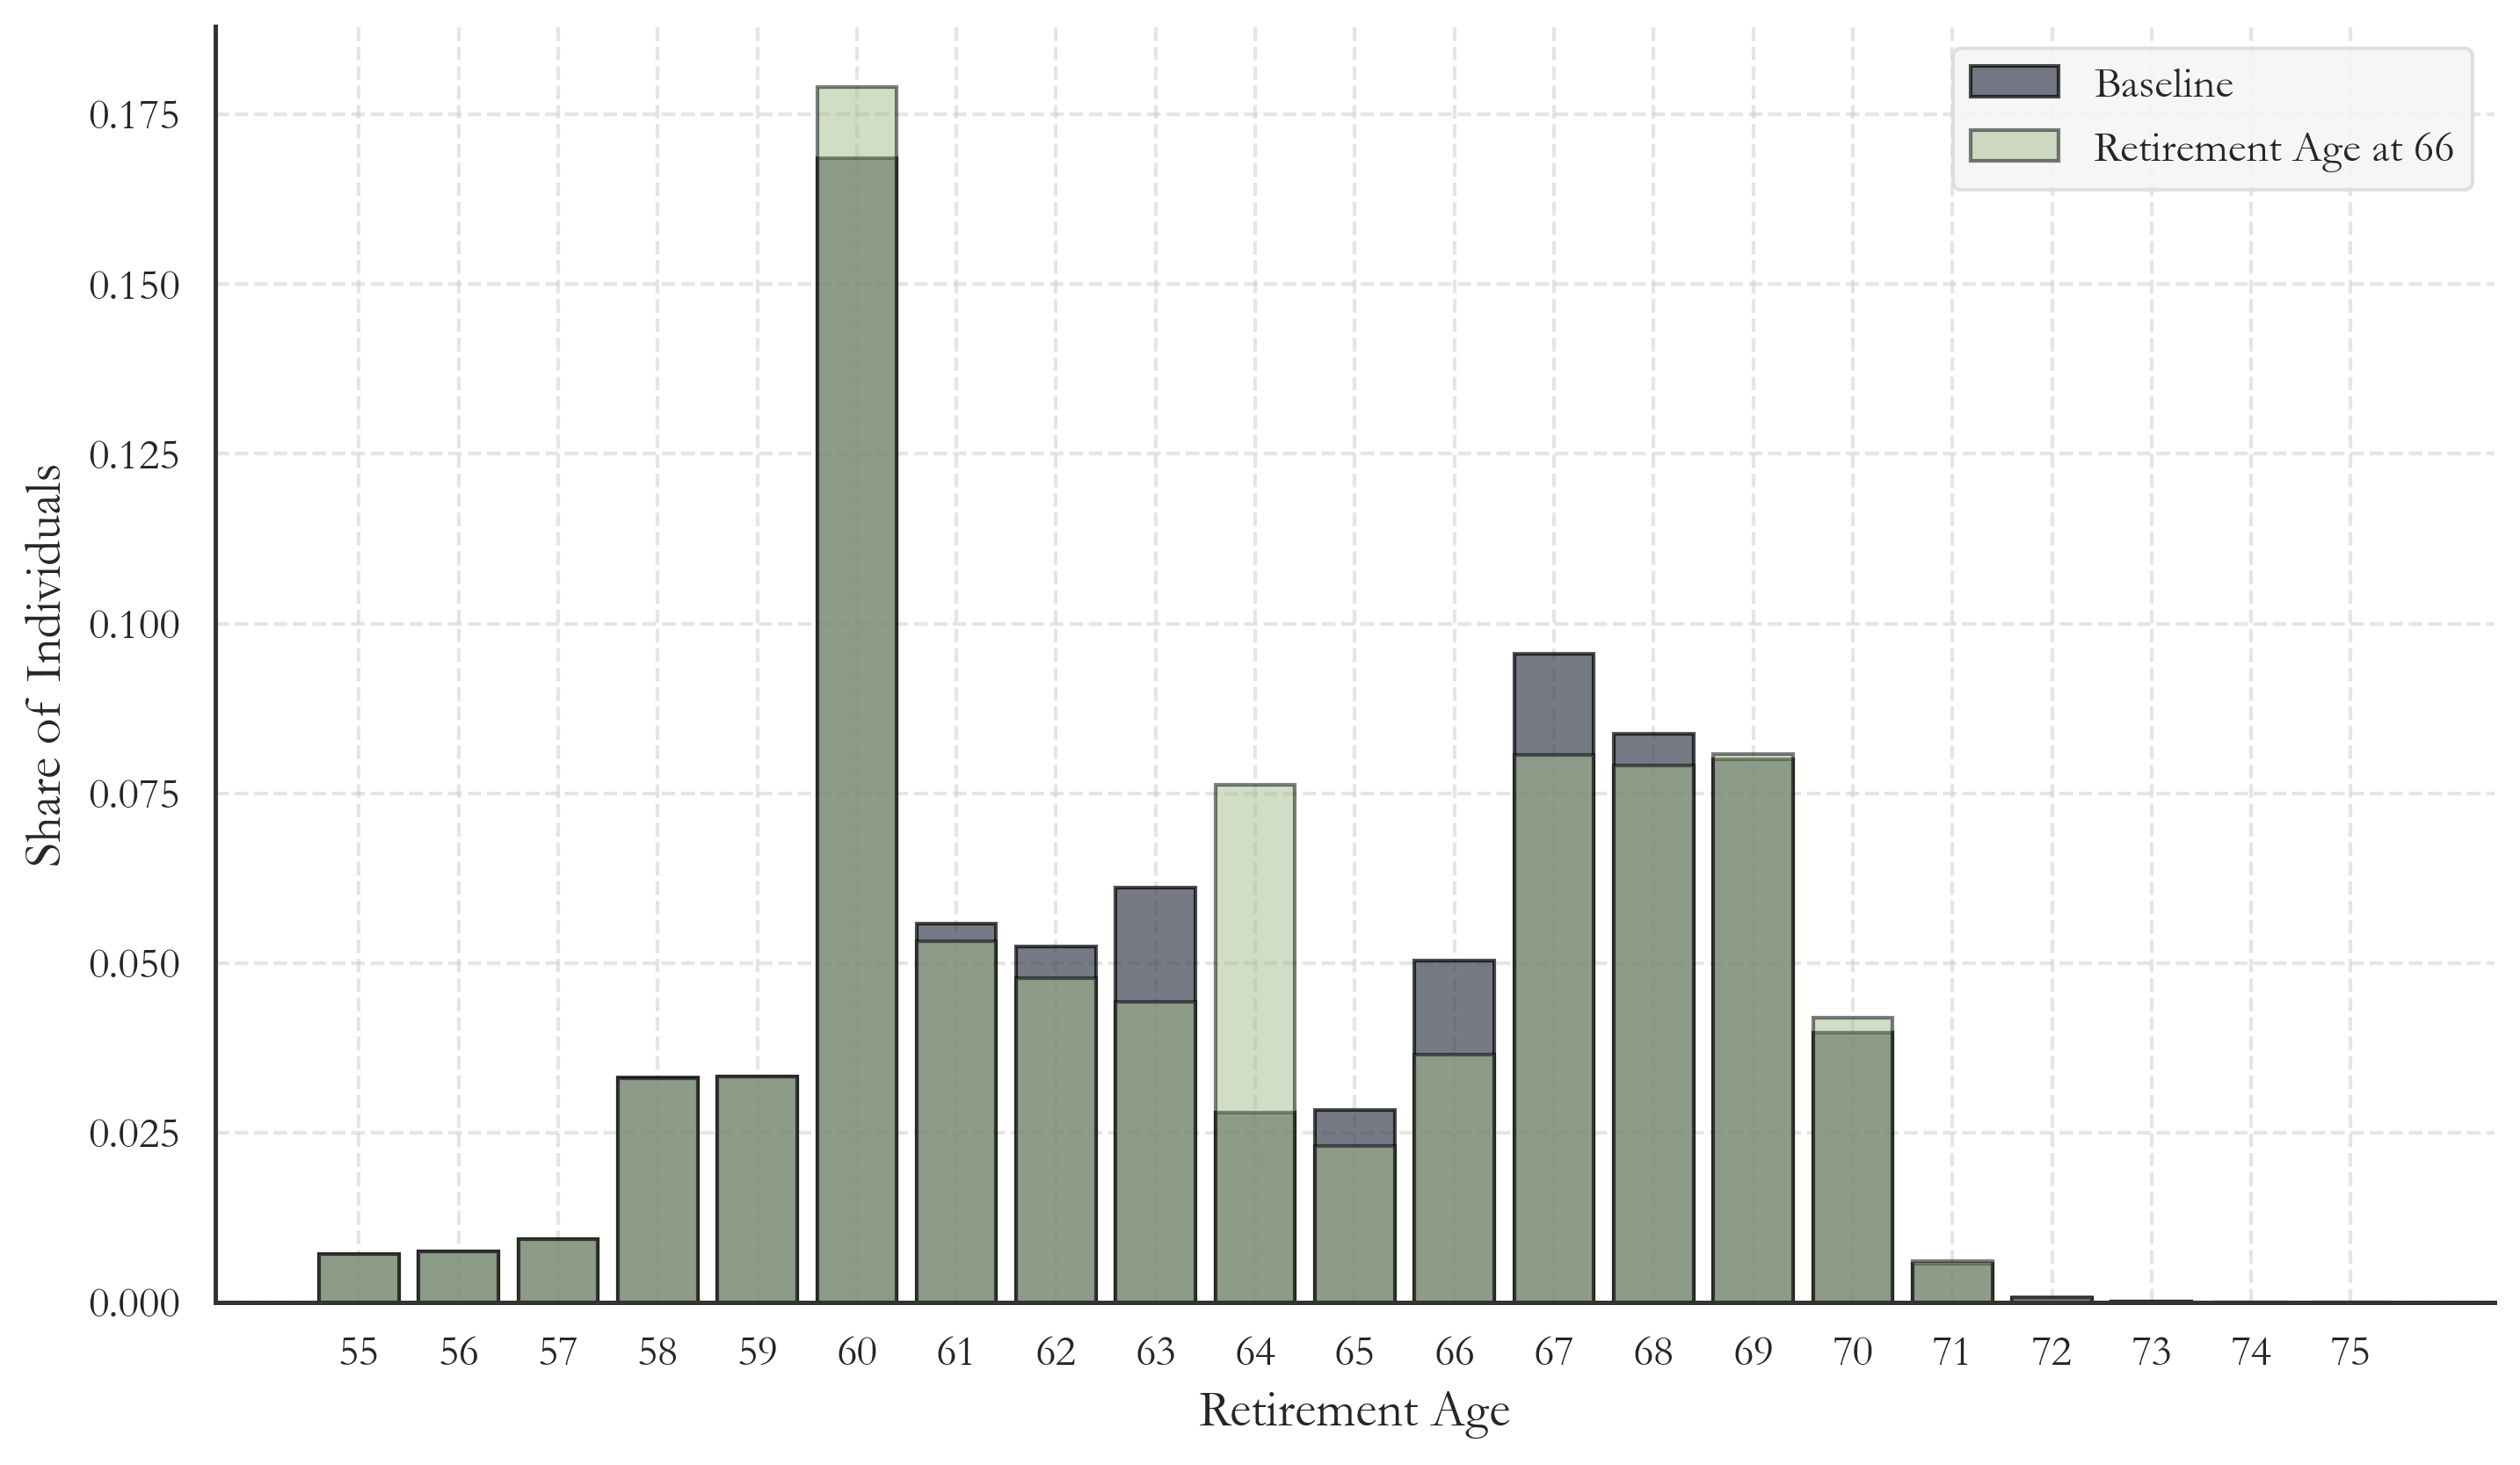 Baseline
Retirement Age at 66
0.175
0.150
0.125
0.100
0.075
0.050
0.025
0.000
Share of Individuals
55 56 57 58 59 60 61 62 63 64 65 66 67 68 69 70 71 72 73 74 75
Retirement Age